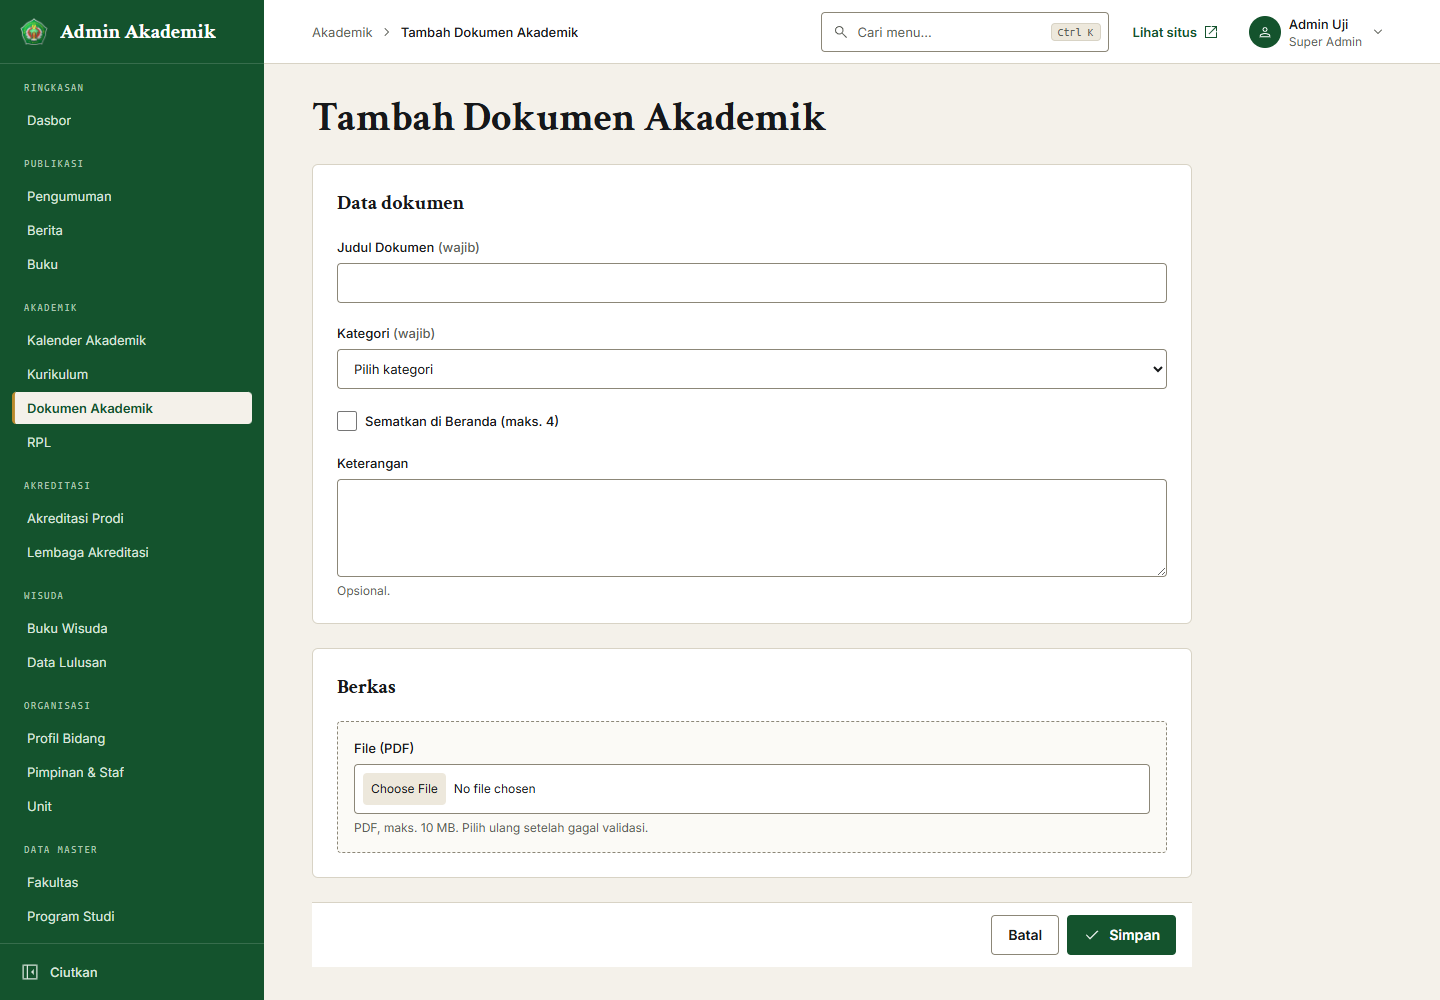 Admin Akademik
RINGKASAN
Dasbor
PUBLIKASI
Pengumuman
Berita
Buku
AKADEMIK
Kalender Akademik
Kurikulum
Dokumen Akademik
RPL
AKREDITASI
Akreditasi Prodi
Lembaga Akreditasi
WISUDA
Buku Wisuda
Data Lulusan
ORGANISASI
Profil Bidang
Pimpinan & Staf
Unit
DATA MASTER
Fakultas
Program Studi
Ciutkan
Akademik > Tambah Dokumen Akademik
Cari menu... Ctrl K
Lihat situs
Admin Uji
Super Admin
Tambah Dokumen Akademik
Data dokumen
Judul Dokumen (wajib)
Kategori (wajib)
Pilih kategori
Sematkan di Beranda (maks. 4)
Keterangan
Opsional.
Berkas
File (PDF)
Choose File No file chosen
PDF, maks. 10 MB. Pilih ulang setelah gagal validasi.
Batal
Simpan